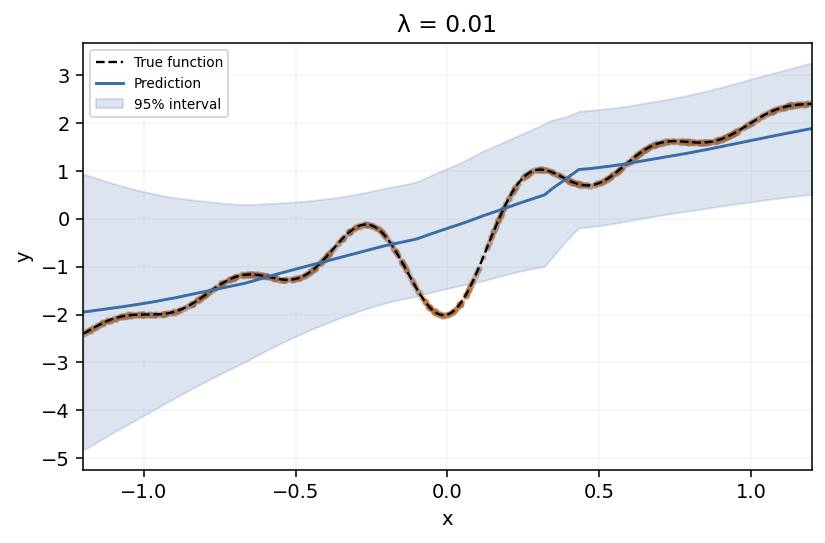 λ = 0.01
True function
Prediction
95% interval
y
3
2
1
0
−1
−2
−3
−4
−5
−1.0 −0.5 0.0 0.5 1.0
x